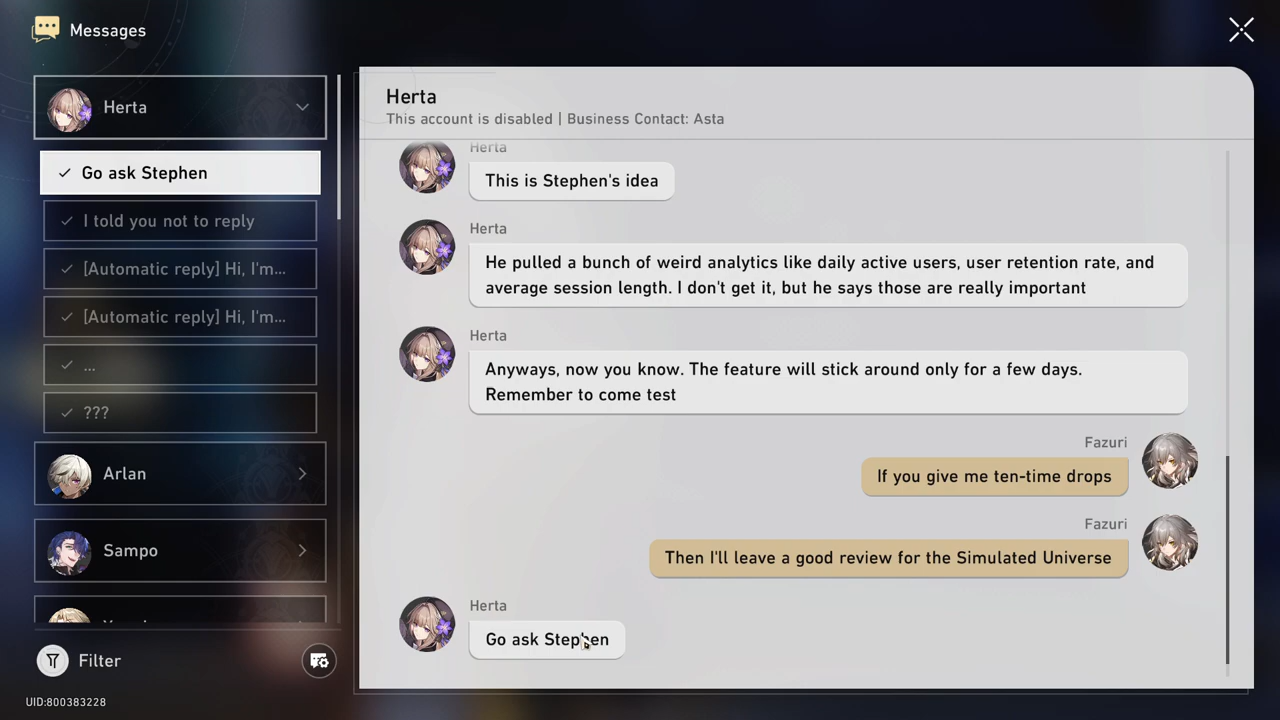 Messages
Herta
Go ask Stephen
I told you not to reply
[Automatic reply] Hi, I'm...
[Automatic reply] Hi, I'm...
...
???
Arlan
Sampo
Filter
UID:800383228
Herta
This account is disabled | Business Contact: Asta
Herta
This is Stephen's idea
Herta
He pulled a bunch of weird analytics like daily active users, user retention rate, and
average session length. I don't get it, but he says those are really important
Herta
Anyways, now you know. The feature will stick around only for a few days.
Remember to come test
Fazuri
If you give me ten-time drops
Fazuri
Then I'll leave a good review for the Simulated Universe
Herta
Go ask Stephen